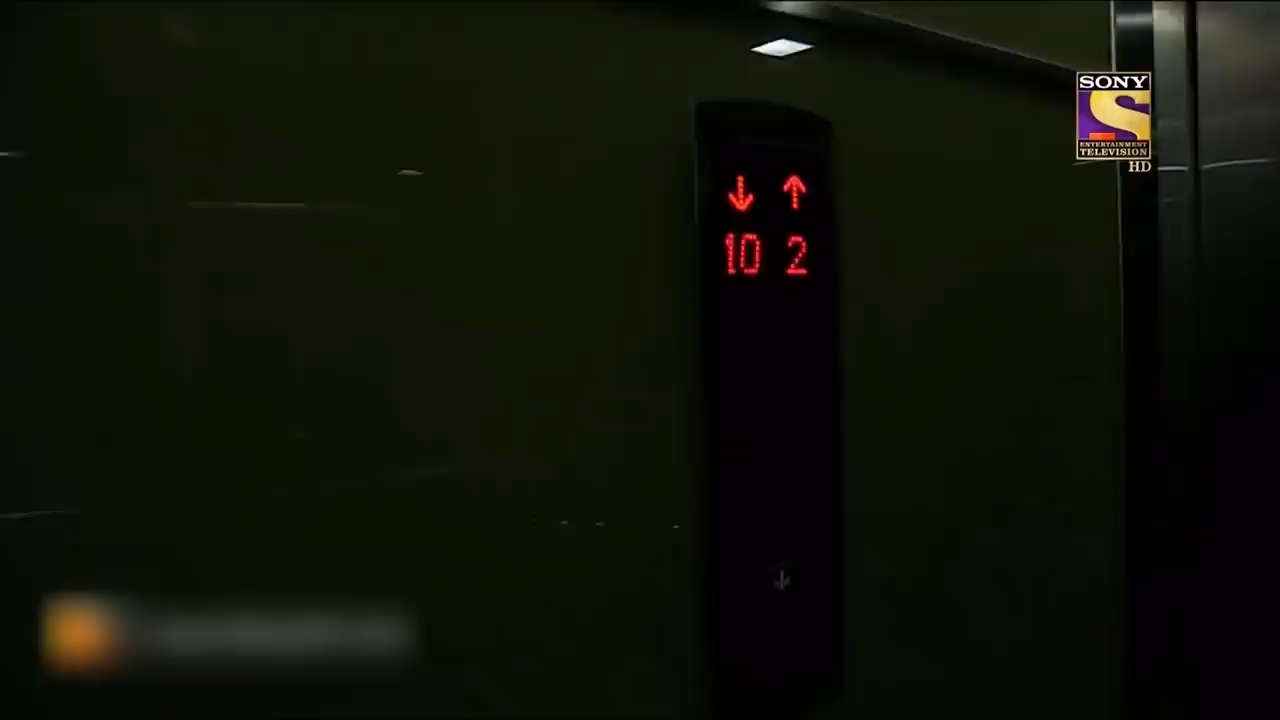 SONY
ENTERTAINMENT
TELEVISION
HD
↓ ↑
10 2